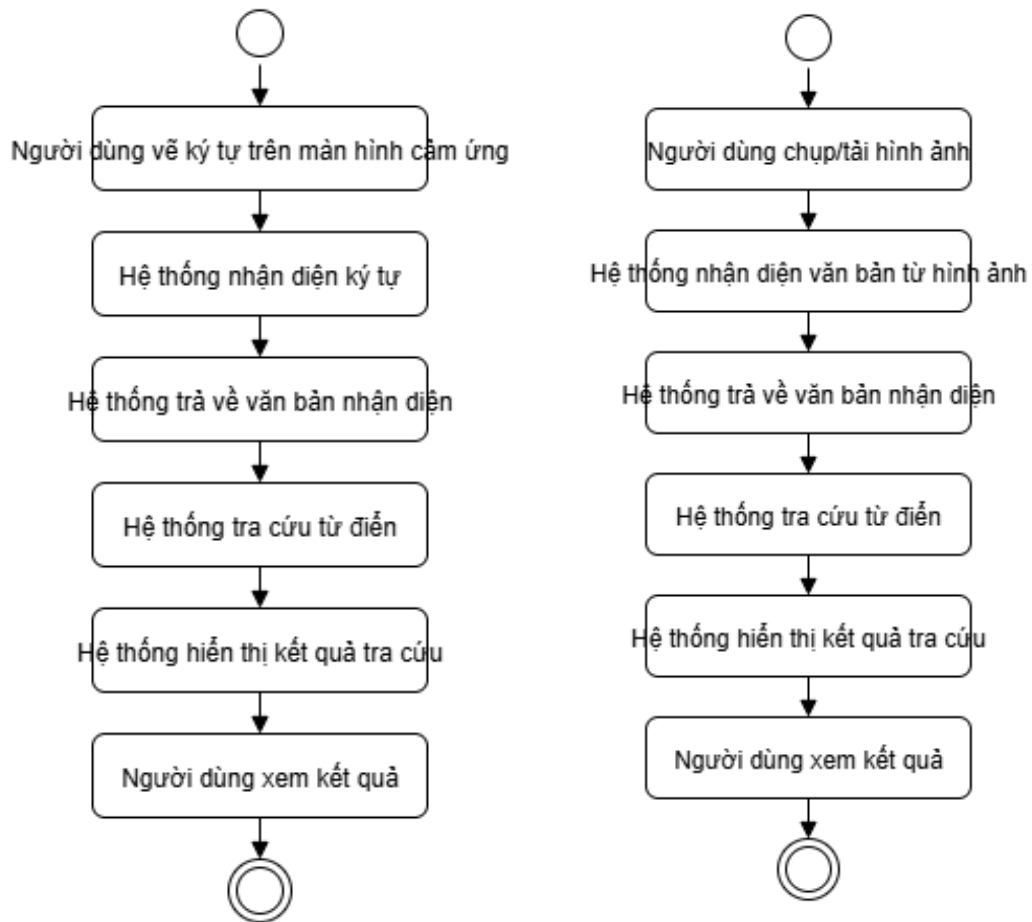 Người dùng vẽ ký tự trên màn hình cảm ứng
Hệ thống nhận diện ký tự
Hệ thống trả về văn bản nhận diện
Hệ thống tra cứu từ điển
Hệ thống hiển thị kết quả tra cứu
Người dùng xem kết quả
Người dùng chụp/tải hình ảnh
Hệ thống nhận diện văn bản từ hình ảnh
Hệ thống trả về văn bản nhận diện
Hệ thống tra cứu từ điển
Hệ thống hiển thị kết quả tra cứu
Người dùng xem kết quả